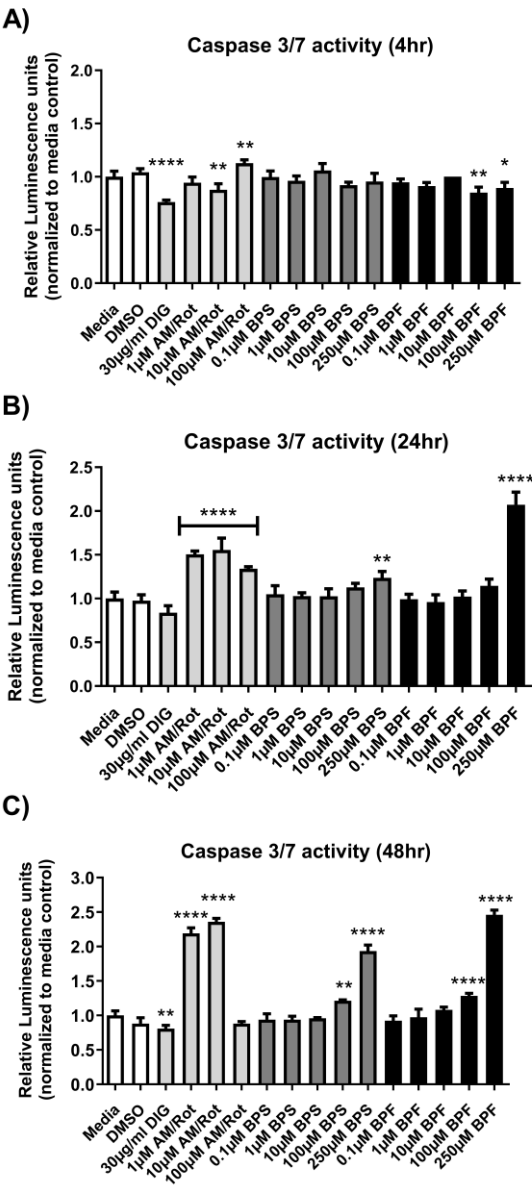 A)
Caspase 3/7 activity (4hr)
Relative Luminescence units
(normalized to media control)
2.0
1.5
1.0
0.5
0.0
****
**
**
**
*
Media
DMSO
30µg/ml DIG
1µM AM/Rot
10µM AM/Rot
100µM AM/Rot
0.1µM BPS
1µM BPS
10µM BPS
100µM BPS
250µM BPS
0.1µM BPF
1µM BPF
10µM BPF
100µM BPF
250µM BPF
B)
Caspase 3/7 activity (24hr)
Relative Luminescence units
(normalized to media control)
2.5
2.0
1.5
1.0
0.5
0.0
****
**
****
Media
DMSO
30µg/ml DIG
1µM AM/Rot
10µM AM/Rot
100µM AM/Rot
0.1µM BPS
1µM BPS
10µM BPS
100µM BPS
250µM BPS
0.1µM BPF
1µM BPF
10µM BPF
100µM BPF
250µM BPF
C)
Caspase 3/7 activity (48hr)
Relative Luminescence units
(normalized to media control)
3.0
2.5
2.0
1.5
1.0
0.5
0.0
**
****
****
**
****
****
****
Media
DMSO
30µg/ml DIG
1µM AM/Rot
10µM AM/Rot
100µM AM/Rot
0.1µM BPS
1µM BPS
10µM BPS
100µM BPS
250µM BPS
0.1µM BPF
1µM BPF
10µM BPF
100µM BPF
250µM BPF